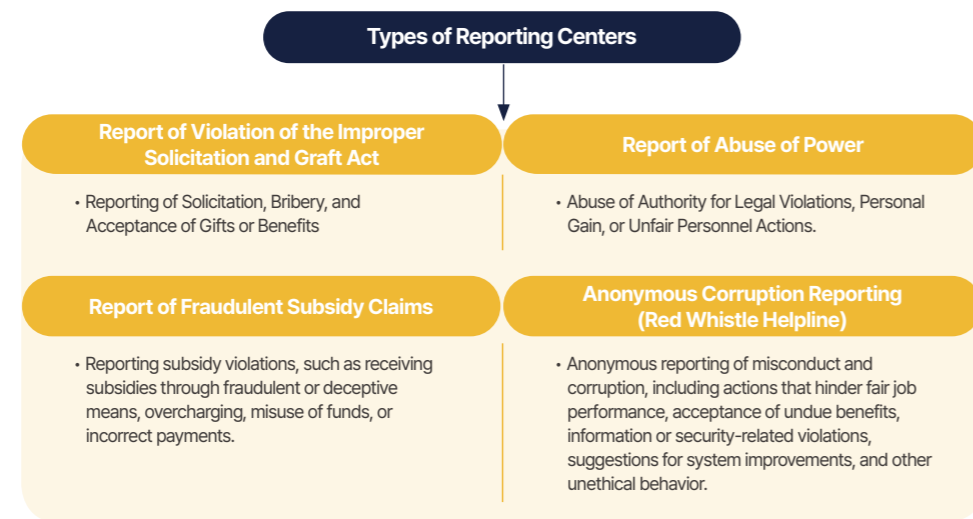 Types of Reporting Centers
Report of Violation of the Improper
Solicitation and Graft Act
• Reporting of Solicitation, Bribery, and
Acceptance of Gifts or Benefits
Report of Abuse of Power
• Abuse of Authority for Legal Violations, Personal
Gain, or Unfair Personnel Actions.
Report of Fraudulent Subsidy Claims
• Reporting subsidy violations, such as receiving
subsidies through fraudulent or deceptive
means, overcharging, misuse of funds, or
incorrect payments.
Anonymous Corruption Reporting
(Red Whistle Helpline)
• Anonymous reporting of misconduct and
corruption, including actions that hinder fair job
performance, acceptance of undue benefits,
information or security-related violations,
suggestions for system improvements, and other
unethical behavior.